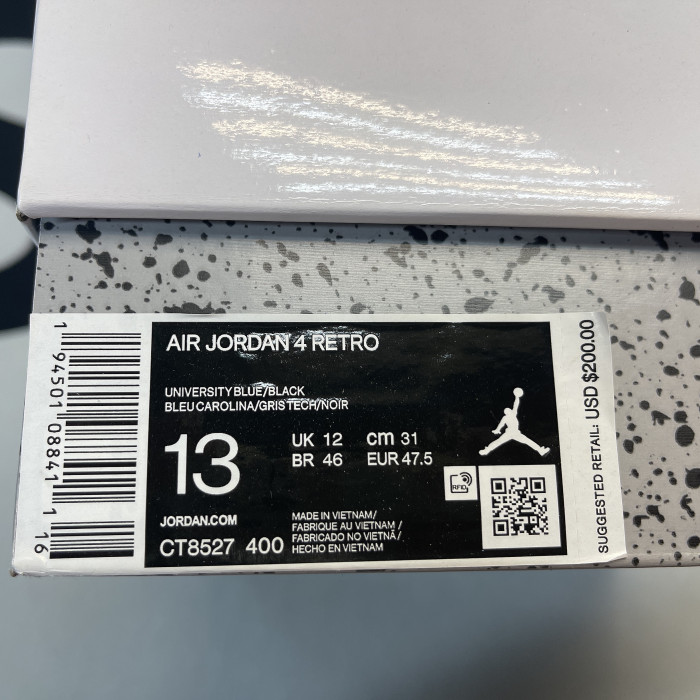 AIR JORDAN 4 RETRO
UNIVERSITY BLUE/BLACK
BLEU CAROLINA/GRIS TECH/NOIR
13
UK 12 cm 31
BR 46 EUR 47.5
RFID
JORDAN.COM
CT8527 400
MADE IN VIETNAM/
FABRIQUE AU VIETNAM /
FABRICADO NO VIETNÃ/
HECHO EN VIETNAM
1 94501 08841 1 16
SUGGESTED RETAIL: USD $200.00